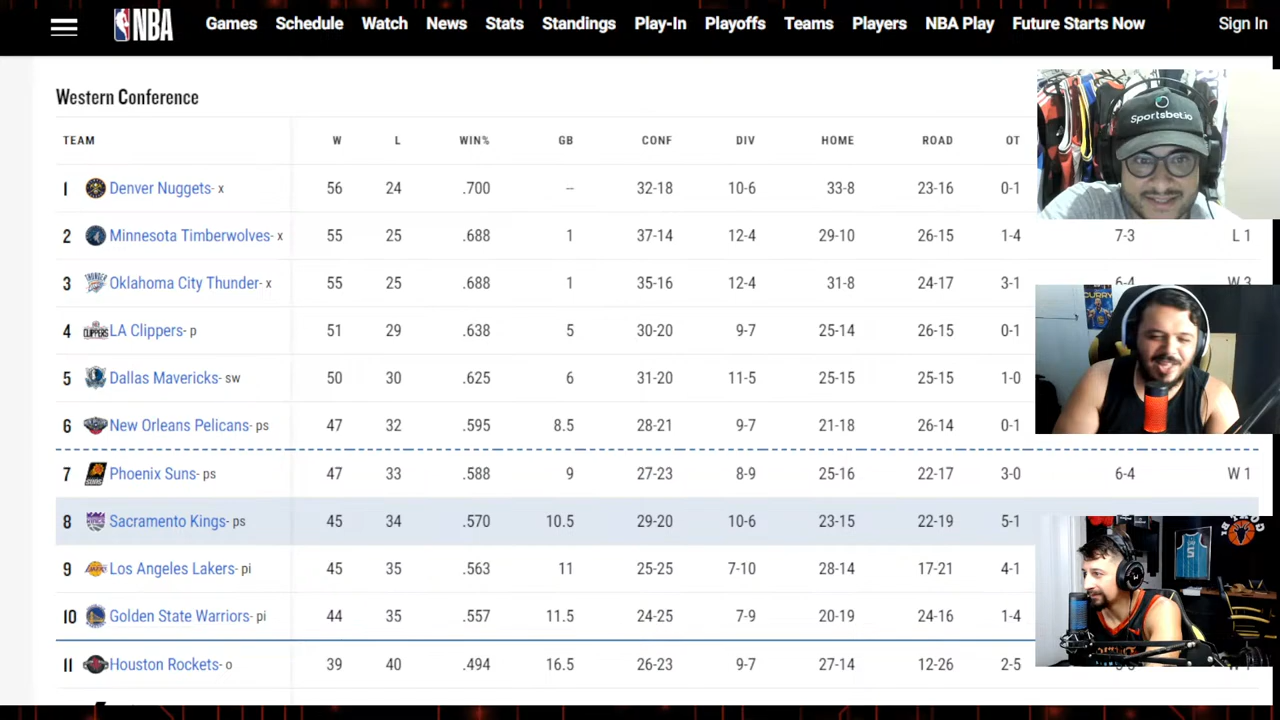 NBA Games Schedule Watch News Stats Standings Play-In Playoffs Teams Players NBA Play Future Starts Now Sign In
Western Conference
TEAM W L WIN% GB CONF DIV HOME ROAD OT
1 Denver Nuggets- x 56 24 .700 – 32-18 10-6 33-8 23-16 0-1
2 Minnesota Timberwolves- x 55 25 .688 1 37-14 12-4 29-10 26-15 1-4 7-3 L 1
3 Oklahoma City Thunder- x 55 25 .688 1 35-16 12-4 31-8 24-17 3-1 6-4 W 3
4 LA Clippers- p 51 29 .638 5 30-20 9-7 25-14 26-15 0-1
5 Dallas Mavericks- sw 50 30 .625 6 31-20 11-5 25-15 25-15 1-0
6 New Orleans Pelicans- ps 47 32 .595 8.5 28-21 9-7 21-18 26-14 0-1
7 Phoenix Suns- ps 47 33 .588 9 27-23 8-9 25-16 22-17 3-0 6-4 W 1
8 Sacramento Kings- ps 45 34 .570 10.5 29-20 10-6 23-15 22-19 5-1
9 Los Angeles Lakers- pi 45 35 .563 11 25-25 7-10 28-14 17-21 4-1
10 Golden State Warriors- pi 44 35 .557 11.5 24-25 7-9 20-19 24-16 1-4
11 Houston Rockets- o 39 40 .494 16.5 26-23 9-7 27-14 12-26 2-5
Sportsbet.io
CURRY
5